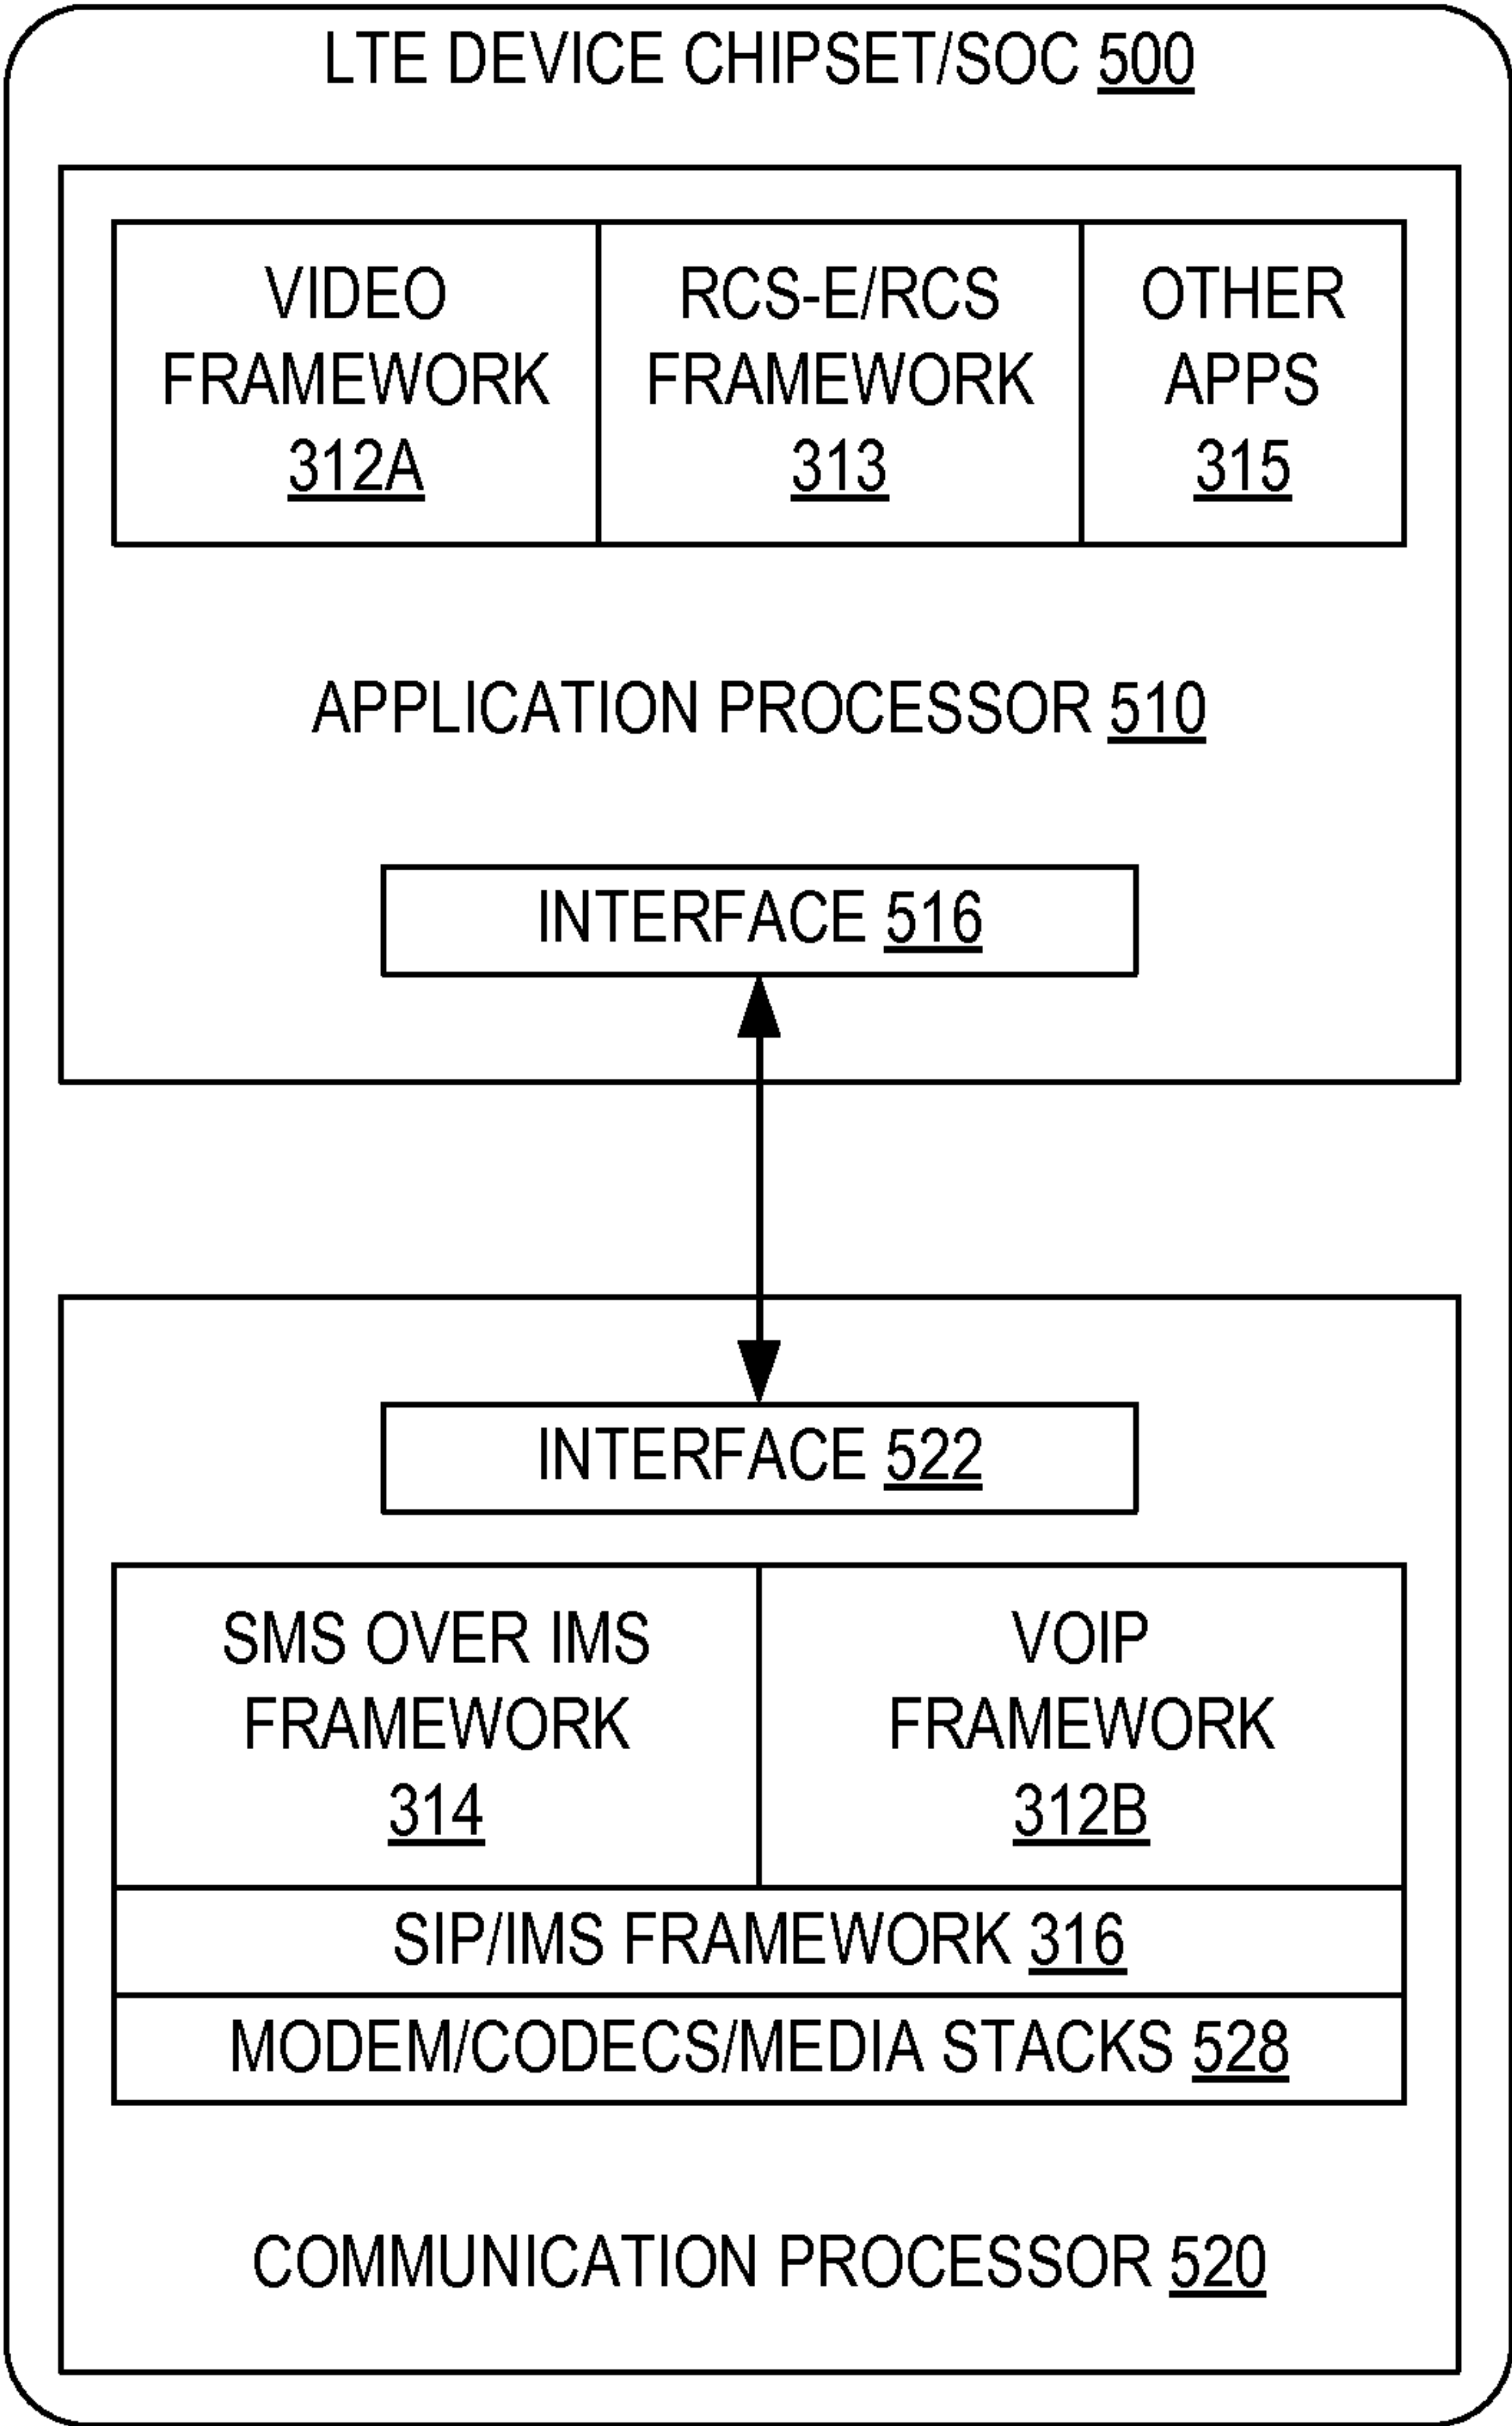 LTE DEVICE CHIPSET/SOC 500
VIDEO
FRAMEWORK
312A
RCS-E/RCS
FRAMEWORK
313
OTHER
APPS
315
APPLICATION PROCESSOR 510
INTERFACE 516
INTERFACE 522
SMS OVER IMS
FRAMEWORK
314
VOIP
FRAMEWORK
312B
SIP/IMS FRAMEWORK 316
MODEM/CODECS/MEDIA STACKS 528
COMMUNICATION PROCESSOR 520